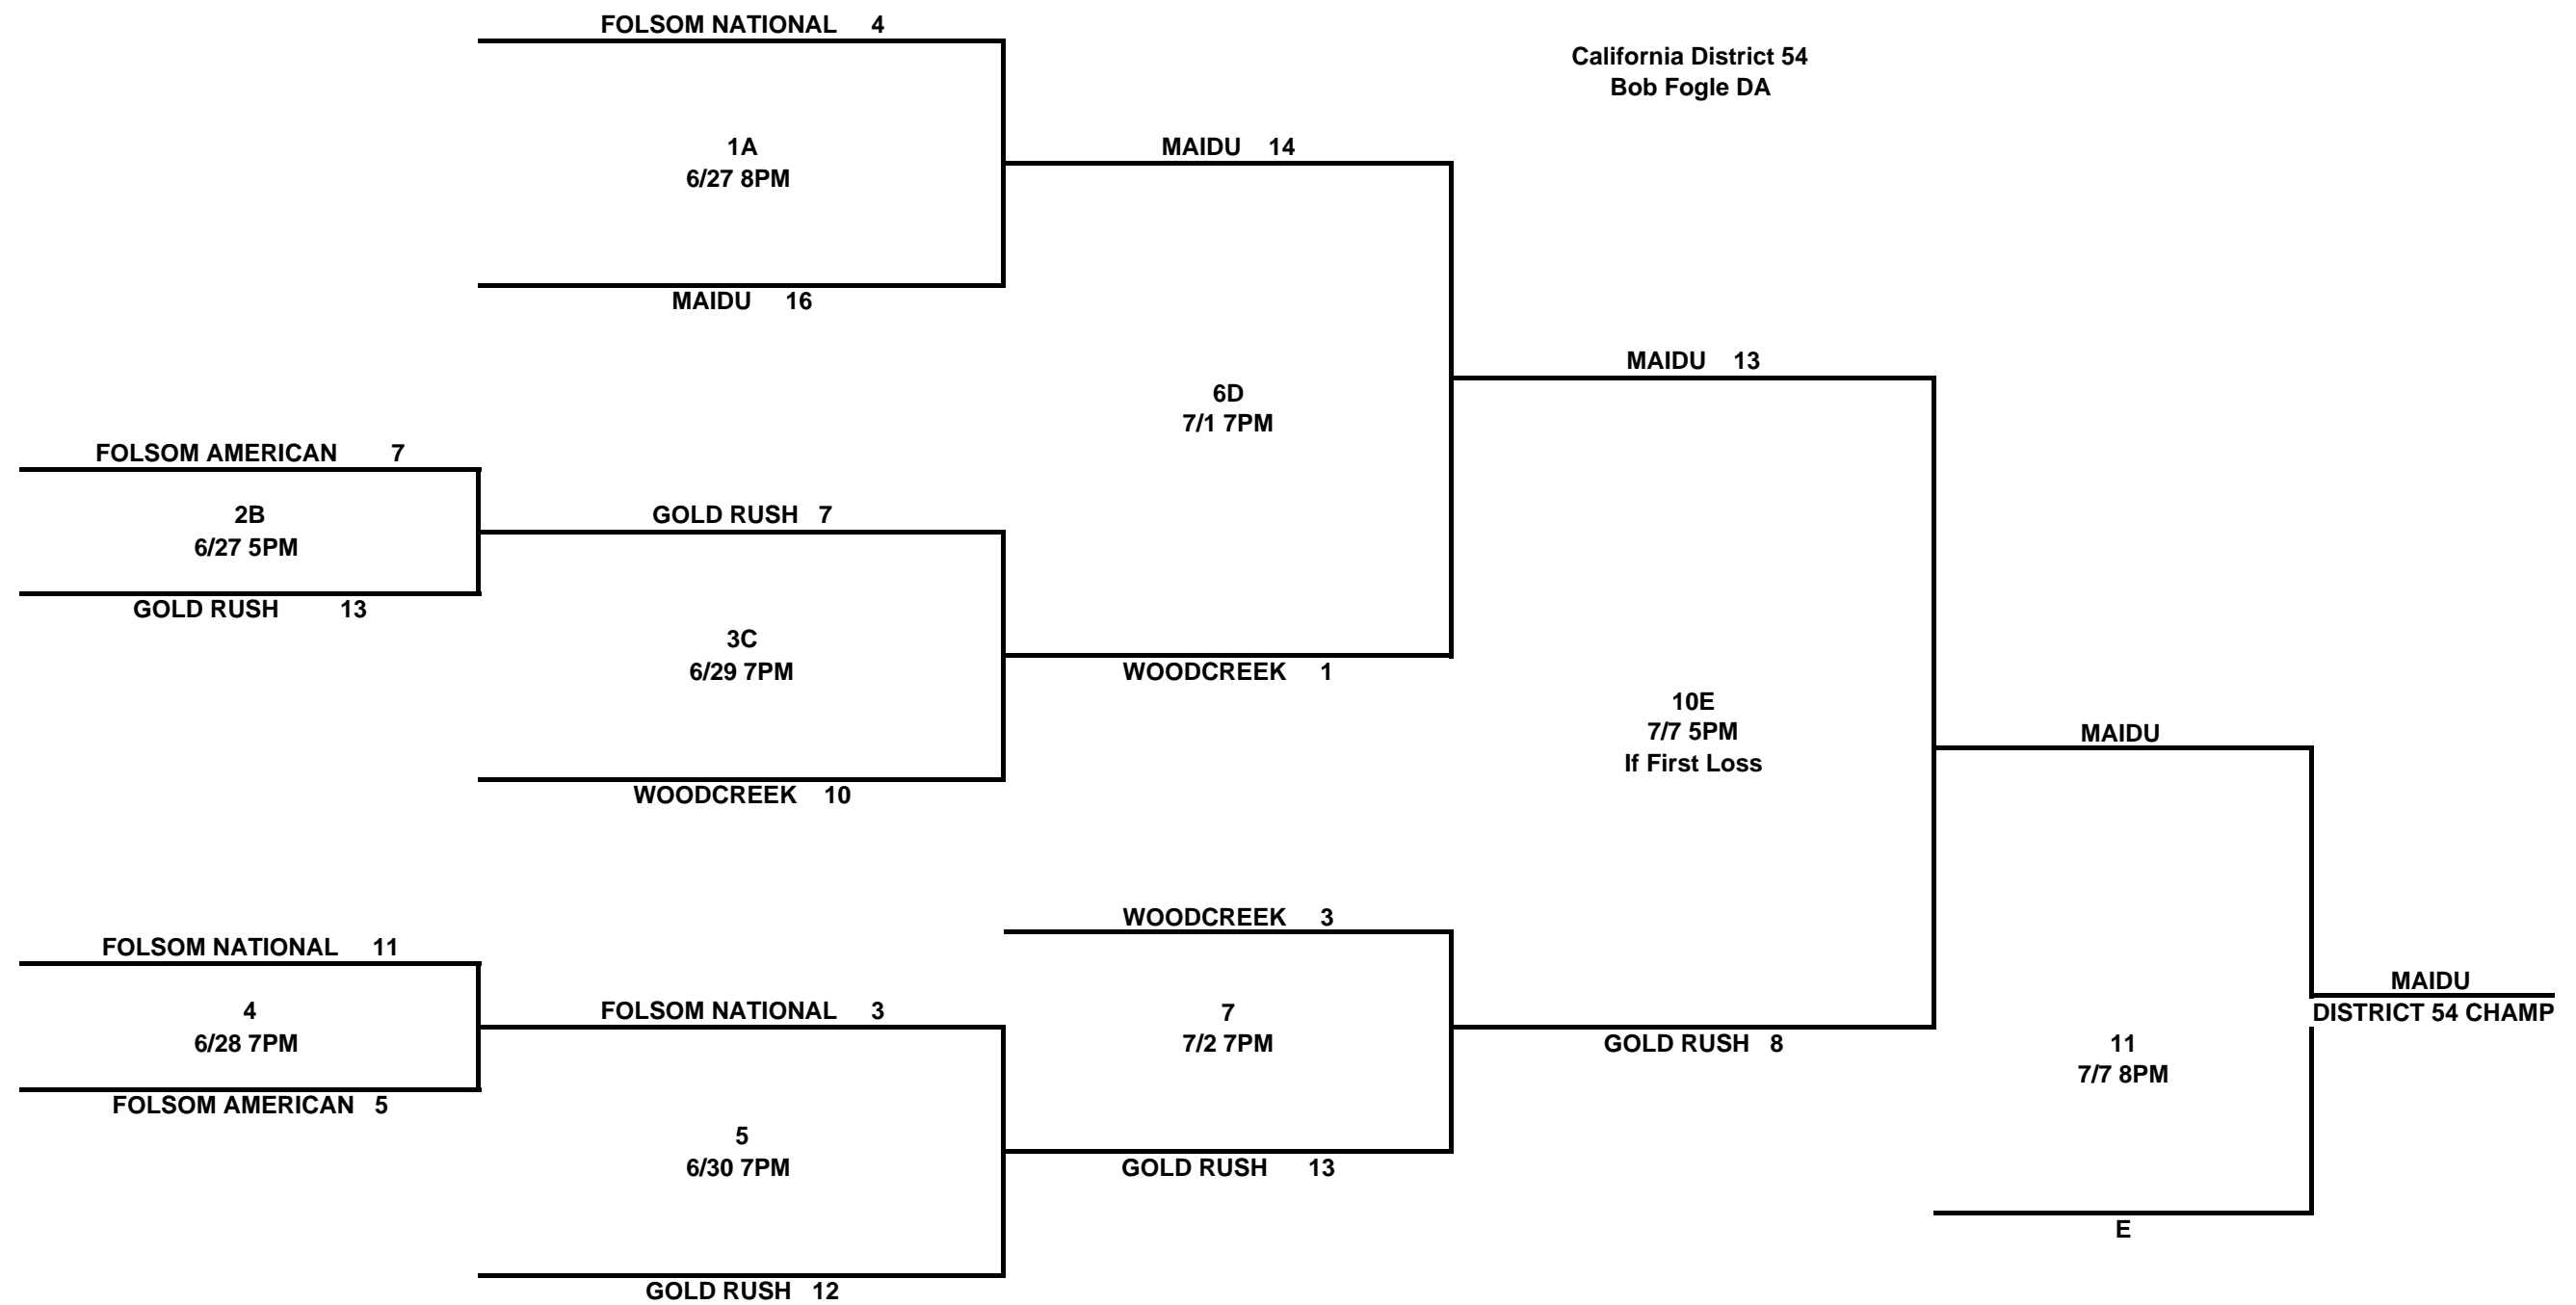 FOLSOM NATIONAL 4
California District 54
Bob Fogle DA
1A
6/27 8PM
MAIDU 14
MAIDU 16
MAIDU 13
6D
7/1 7PM
FOLSOM AMERICAN 7
2B
6/27 5PM
GOLD RUSH 7
GOLD RUSH 13
3C
6/29 7PM
WOODCREEK 1
10E
7/7 5PM
If First Loss
MAIDU
WOODCREEK 10
WOODCREEK 3
FOLSOM NATIONAL 11
4
6/28 7PM
FOLSOM NATIONAL 3
7
7/2 7PM
GOLD RUSH 8
MAIDU
DISTRICT 54 CHAMP
11
7/7 8PM
FOLSOM AMERICAN 5
5
6/30 7PM
GOLD RUSH 13
E
GOLD RUSH 12